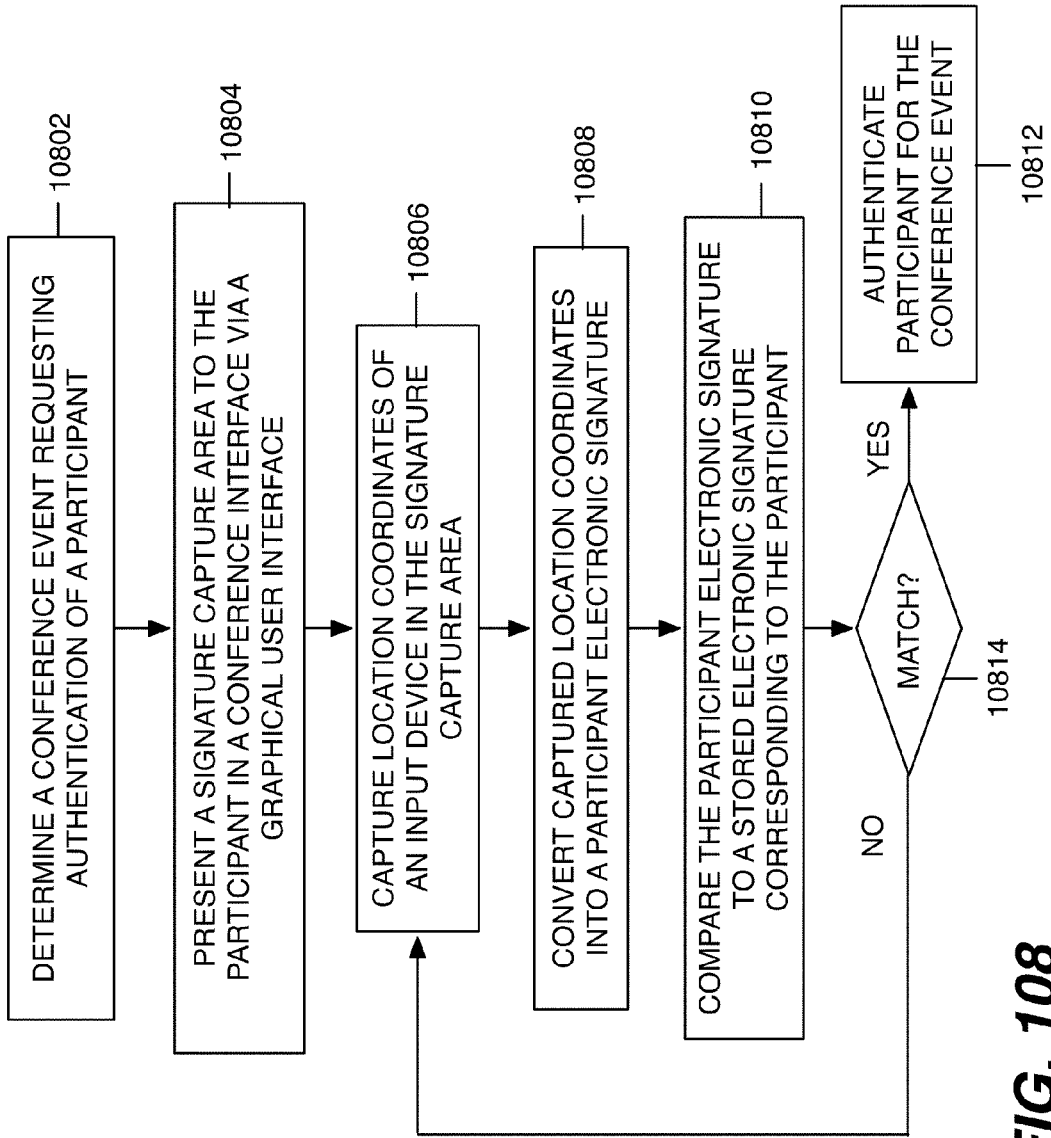 DETERMINE A CONFERENCE EVENT REQUESTING
AUTHENTICATION OF A PARTICIPANT
10802
PRESENT A SIGNATURE CAPTURE AREA TO THE
PARTICIPANT IN A CONFERENCE INTERFACE VIA A
GRAPHICAL USER INTERFACE
10804
CAPTURE LOCATION COORDINATES OF
AN INPUT DEVICE IN THE SIGNATURE
CAPTURE AREA
10806
CONVERT CAPTURED LOCATION COORDINATES
INTO A PARTICIPANT ELECTRONIC SIGNATURE
10808
COMPARE THE PARTICIPANT ELECTRONIC SIGNATURE
TO A STORED ELECTRONIC SIGNATURE
CORRESPONDING TO THE PARTICIPANT
10810
MATCH?
10814
NO
YES
AUTHENTICATE
PARTICIPANT FOR THE
CONFERENCE EVENT
10812
FIG. 108